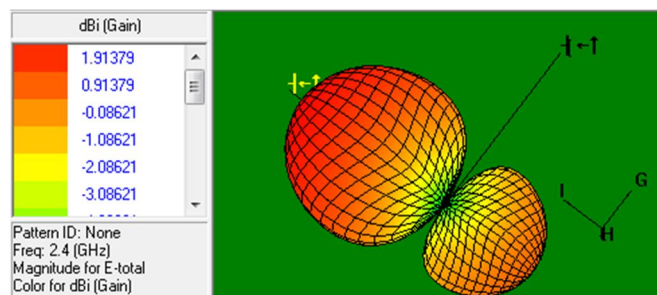 dBi (Gain)
1.91379
0.91379
-0.08621
-1.08621
-2.08621
-3.08621
Pattern ID: None
Freq: 2.4 (GHz)
Magnitude for E-total
Color for dBi (Gain)
I
G
H